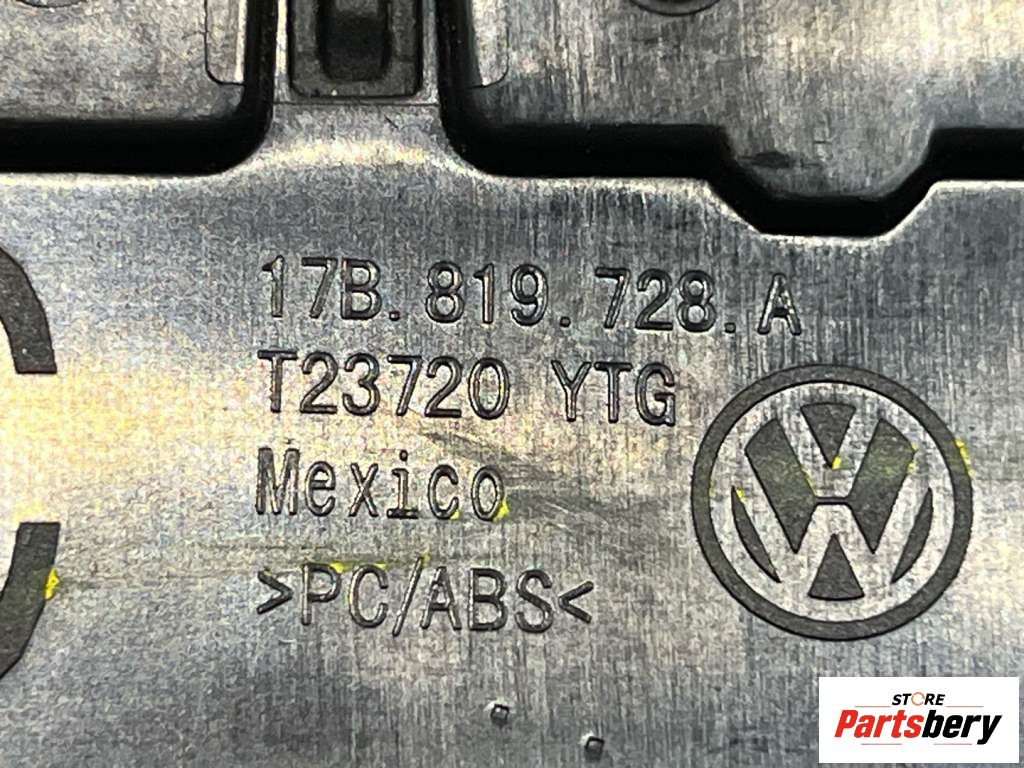 17B.819.728.A
T23720 YTG
Mexico
>PC/ABS<
STORE
Partsbery